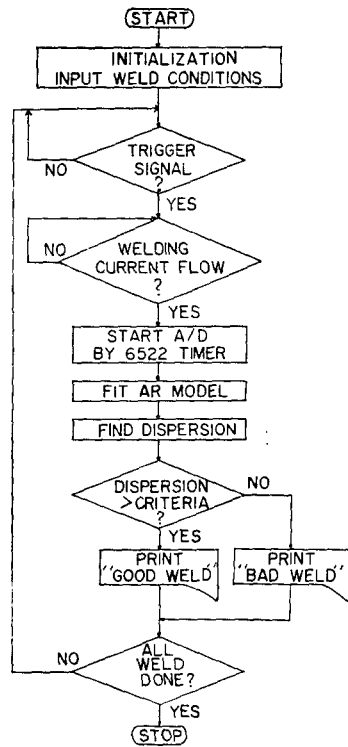 START
INITIALIZATION
INPUT WELD CONDITIONS
TRIGGER
SIGNAL
?
NO
YES
WELDING
CURRENT FLOW
?
NO
YES
START A/D
BY 6522 TIMER
FIT AR MODEL
FIND DISPERSION
DISPERSION
>CRITERIA
?
NO
YES
PRINT
"GOOD WELD"
PRINT
"BAD WELD"
ALL
WELD
DONE?
NO
YES
STOP